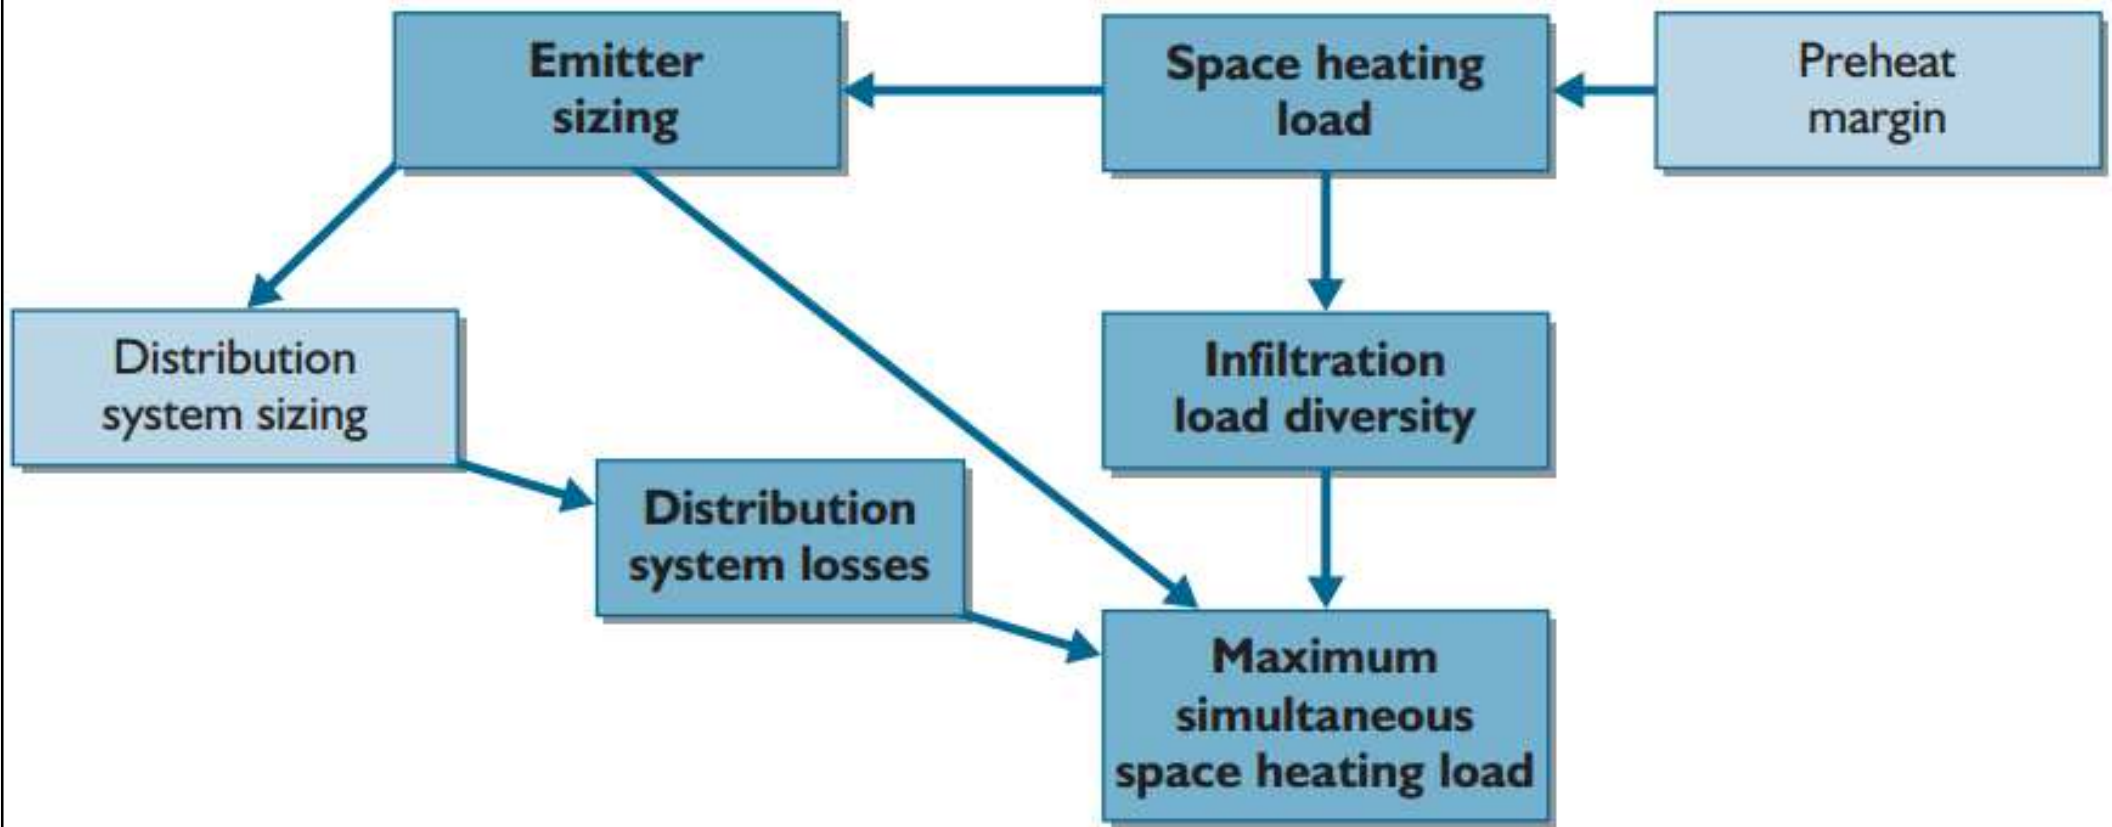 Emitter
sizing
Space heating
load
Preheat
margin
Distribution
system sizing
Infiltration
load diversity
Distribution
system losses
Maximum
simultaneous
space heating load